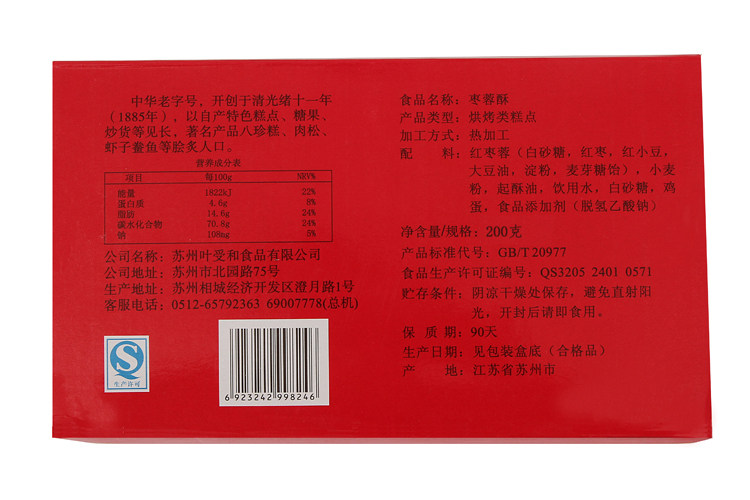 中华老字号，开创于清光绪十一年
(1885年)，以自产特色糕点、糖果、
炒货等见长，著名产品八珍糕、肉松、
虾子鲞鱼等脍炙人口。
营养成分表
项目 每100g NRV%
能量 1822kJ 22%
蛋白质 4.6g 8%
脂肪 14.6g 24%
碳水化合物 70.8g 24%
钠 108mg 5%
公司名称：苏州叶受和食品有限公司
公司地址：苏州市北园路75号
生产地址：苏州相城经济开发区澄月路1号
客服电话：0512-65792363 69007778(总机)
生产许可
6 923242 998246
食品名称：枣蓉酥
产品类型：烘烤类糕点
加工方式：热加工
配 料：红枣蓉（白砂糖，红枣，红小豆，
大豆油，淀粉，麦芽糖饴），小麦
粉，起酥油，饮用水，白砂糖，鸡
蛋，食品添加剂（脱氢乙酸钠）
净含量/规格：200克
产品标准代号：GB/T 20977
食品生产许可证编号：QS3205 2401 0571
贮存条件：阴凉干燥处保存，避免直射阳
光，开封后请即食用。
保 质 期：90天
生产日期：见包装盒底（合格品）
产 地：江苏省苏州市